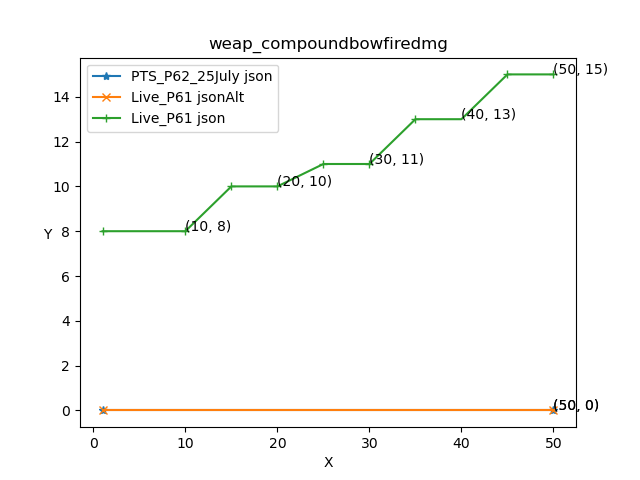 weap_compoundbowfiredmg
PTS_P62_25July json
Live_P61 jsonAlt
Live_P61 json
(50, 15)
(40, 13)
(30, 11)
(20, 10)
(10, 8)
(50, 0)
14
12
10
8
6
4
2
0
Y
0 10 20 30 40 50
X